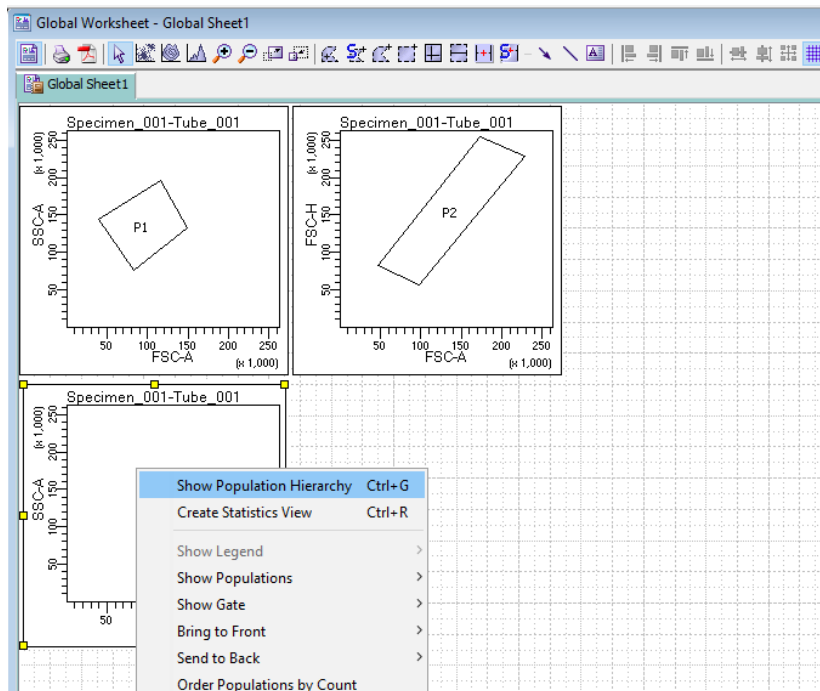 Global Worksheet - Global Sheet1
Global Sheet1
Specimen_001-Tube_001
(x 1,000)
250
200
150
100
50
SSC-A
P1
50 100 150 200 250
FSC-A
(x 1,000)
Specimen_001-Tube_001
(x 1,000)
250
200
150
100
50
FSC-H
P2
50 100 150 200 250
FSC-A
(x 1,000)
Specimen_001-Tube_001
(x 1,000)
250
200
150
100
50
SSC-A
50
Show Population Hierarchy Ctrl+G
Create Statistics View Ctrl+R
Show Legend
Show Populations
Show Gate
Bring to Front
Send to Back
Order Populations by Count